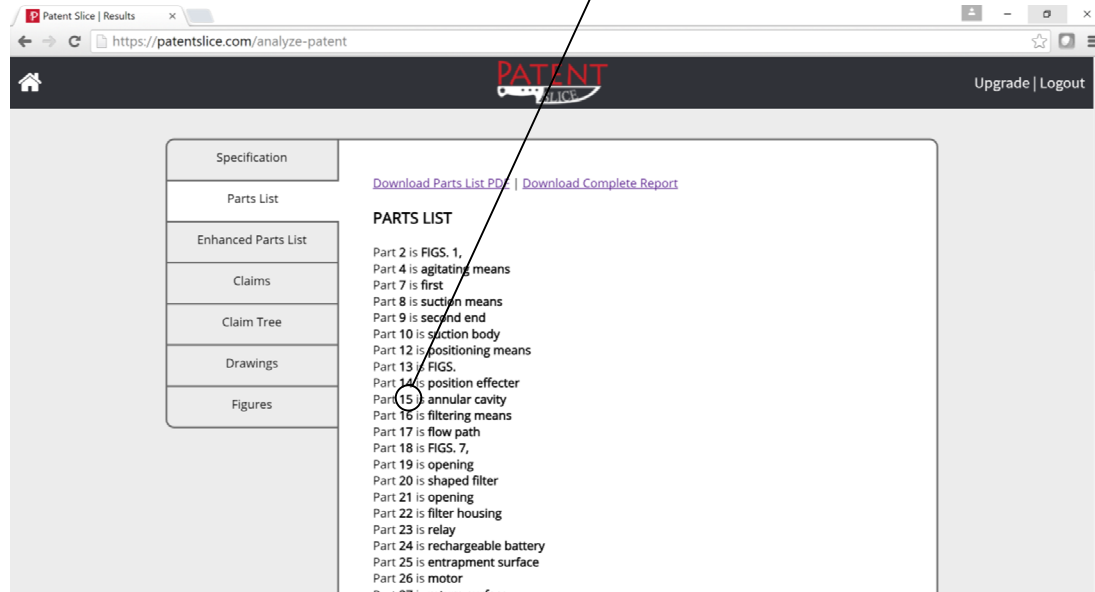 Patent Slice | Results
https://patentslice.com/analyze-patent
PATENT
SLICE
Upgrade | Logout
Specification
Parts List
Enhanced Parts List
Claims
Claim Tree
Drawings
Figures
Download Parts List PDF | Download Complete Report
PARTS LIST
Part 2 is FIGS. 1,
Part 4 is agitating means
Part 7 is first
Part 8 is suction means
Part 9 is second end
Part 10 is suction body
Part 12 is positioning means
Part 13 is FIGS.
Part 14 is position effecter
Part 15 is annular cavity
Part 16 is filtering means
Part 17 is flow path
Part 18 is FIGS. 7,
Part 19 is opening
Part 20 is shaped filter
Part 21 is opening
Part 22 is filter housing
Part 23 is relay
Part 24 is rechargeable battery
Part 25 is entrapment surface
Part 26 is motor